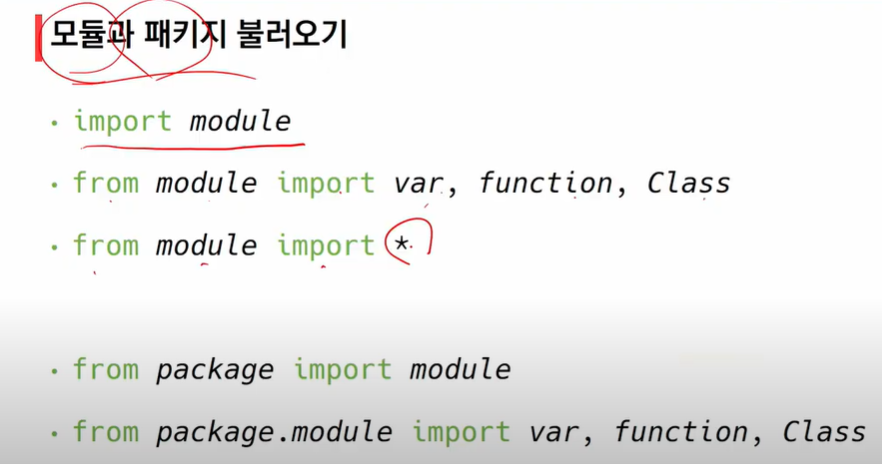 모듈과 패키지 불러오기
• import module
• from module import var, function, Class
• from module import *
• from package import module
• from package.module import var, function, Class